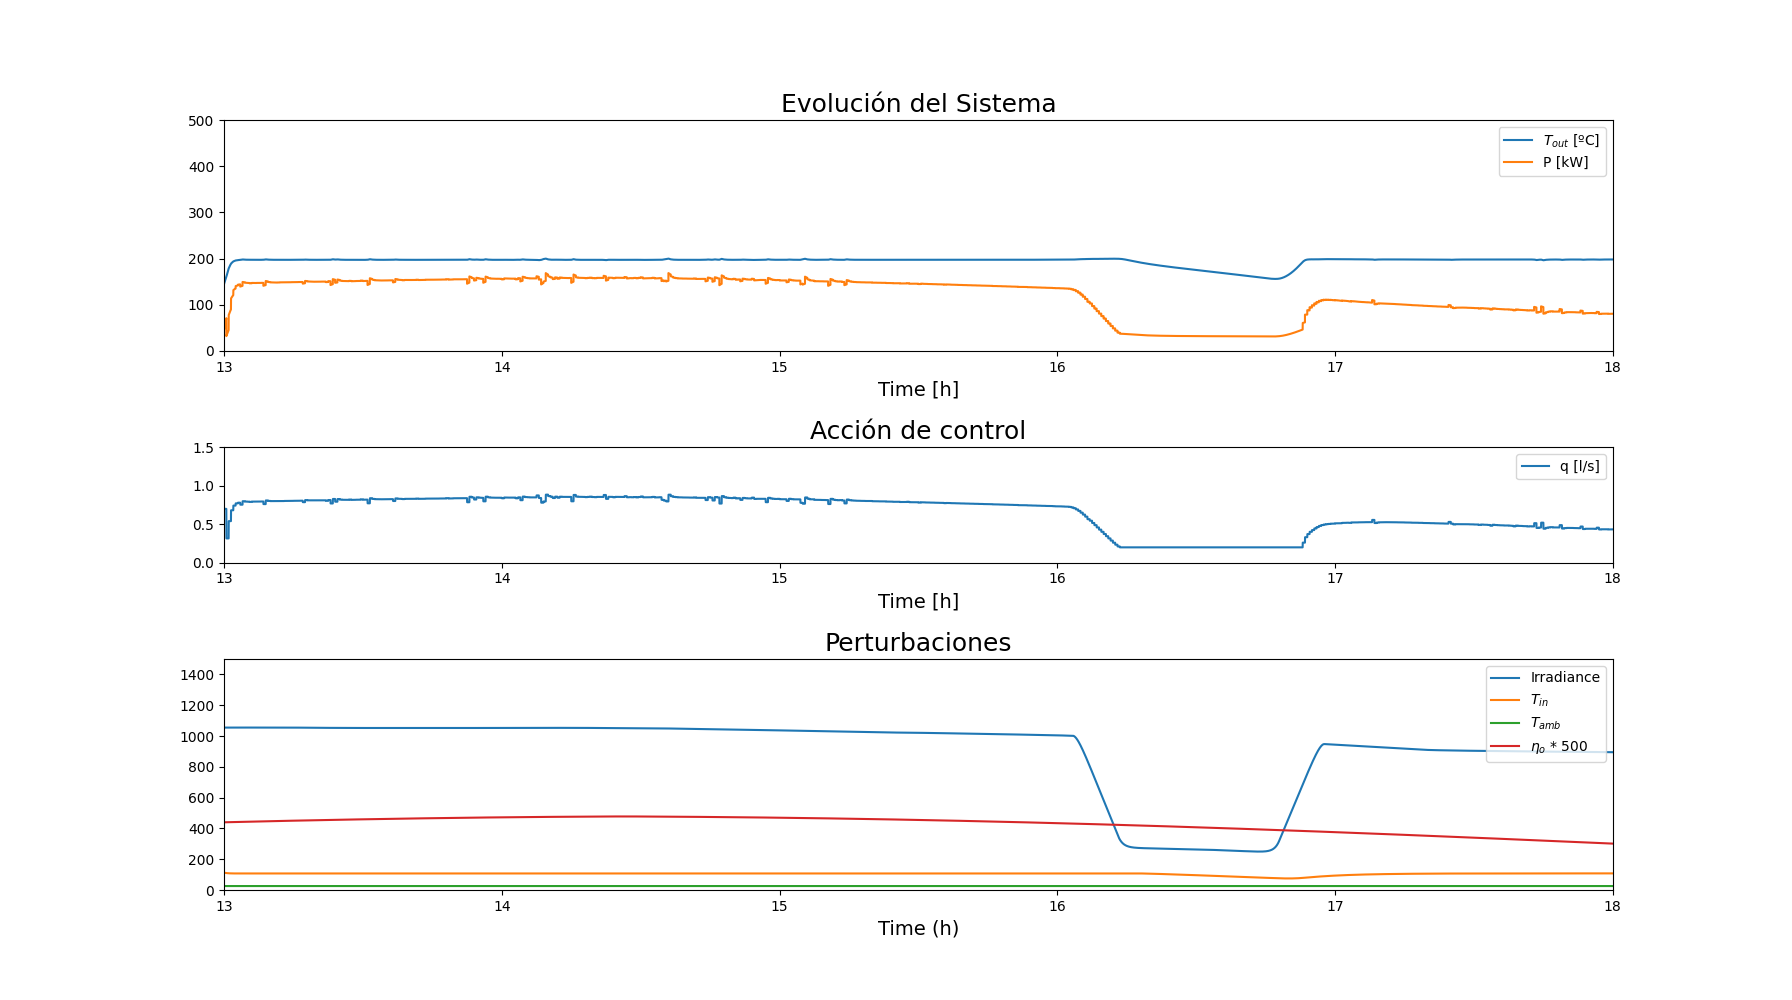 Evolución del Sistema
500
400
300
200
100
0
T_out [ºC]
P [kW]
13 14 15 16 17 18
Time [h]
Acción de control
1.5
1.0
0.5
0.0
q [l/s]
13 14 15 16 17 18
Time [h]
Perturbaciones
1400
1200
1000
800
600
400
200
0
Irradiance
T_in
T_amb
η_o * 500
13 14 15 16 17 18
Time (h)